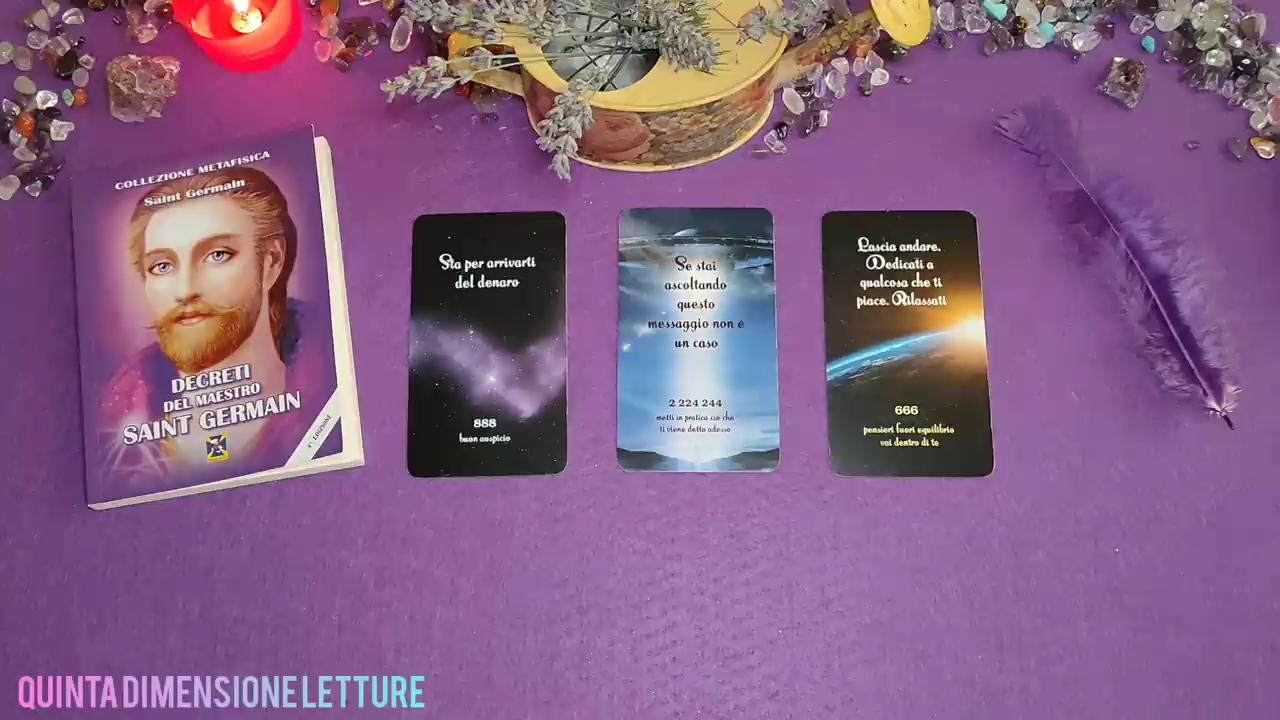 COLLEZIONE METAFISICA
Saint Germain
DECRETI
DEL MAESTRO
SAINT GERMAIN
4ª EDIZIONE
Sta per arrivarti
del denaro
888
buon auspicio
Se stai
ascoltando
questo
messaggio non è
un caso
2 224 244
metti in pratica ciò che
ti viene detto adesso
Lascia andare.
Dedicati a
qualcosa che ti
piace. Rilassati
666
pensieri fuori equilibrio
vai dentro di te
QUINTA DIMENSIONE LETTURE